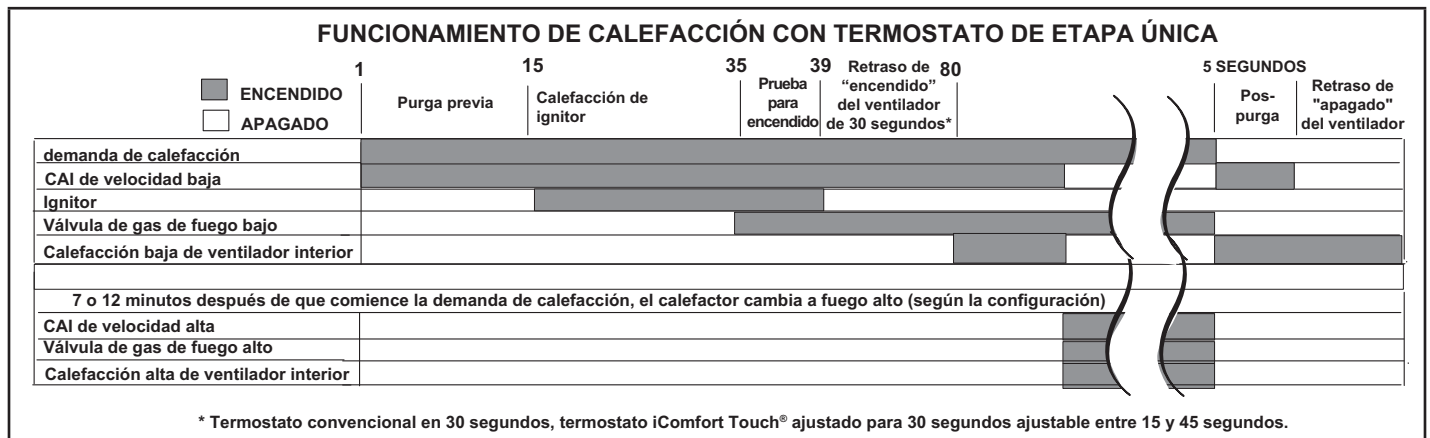 FUNCIONAMIENTO DE CALEFACCIÓN CON TERMOSTATO DE ETAPA ÚNICA
ENCENDIDO
APAGADO
1
Purga previa
15
Calefacción de
ignitor
35
Prueba
para
encendido
39
Retraso de
“encendido”
del ventilador
de 30 segundos*
80
5 SEGUNDOS
Pos-
purga
Retraso de
"apagado"
del ventilador
demanda de calefacción
CAI de velocidad baja
Ignitor
Válvula de gas de fuego bajo
Calefacción baja de ventilador interior
7 o 12 minutos después de que comience la demanda de calefacción, el calefactor cambia a fuego alto (según la configuración)
CAI de velocidad alta
Válvula de gas de fuego alto
Calefacción alta de ventilador interior
* Termostato convencional en 30 segundos, termostato iComfort Touch® ajustado para 30 segundos ajustable entre 15 y 45 segundos.